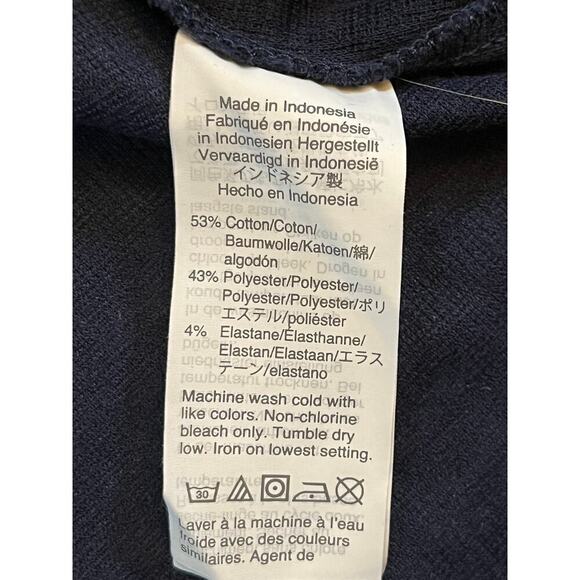 Made in Indonesia
Fabriqué en Indonésie
in Indonesien Hergestellt
Vervaardigd in Indonesië
インドネシア製
Hecho en Indonesia
53% Cotton/Coton/
Baumwolle/Katoen/綿/
algodón
43% Polyester/Polyester/
Polyester/Polyester/ポリ
エステル/poliéster
4% Elastane/Élasthanne/
Elastan/Elastaan/エラス
テーン/elastano
Machine wash cold with
like colors. Non-chlorine
bleach only. Tumble dry
low. Iron on lowest setting.
30
Laver à la machine à l'eau
froide avec des couleurs
similaires. Agent de